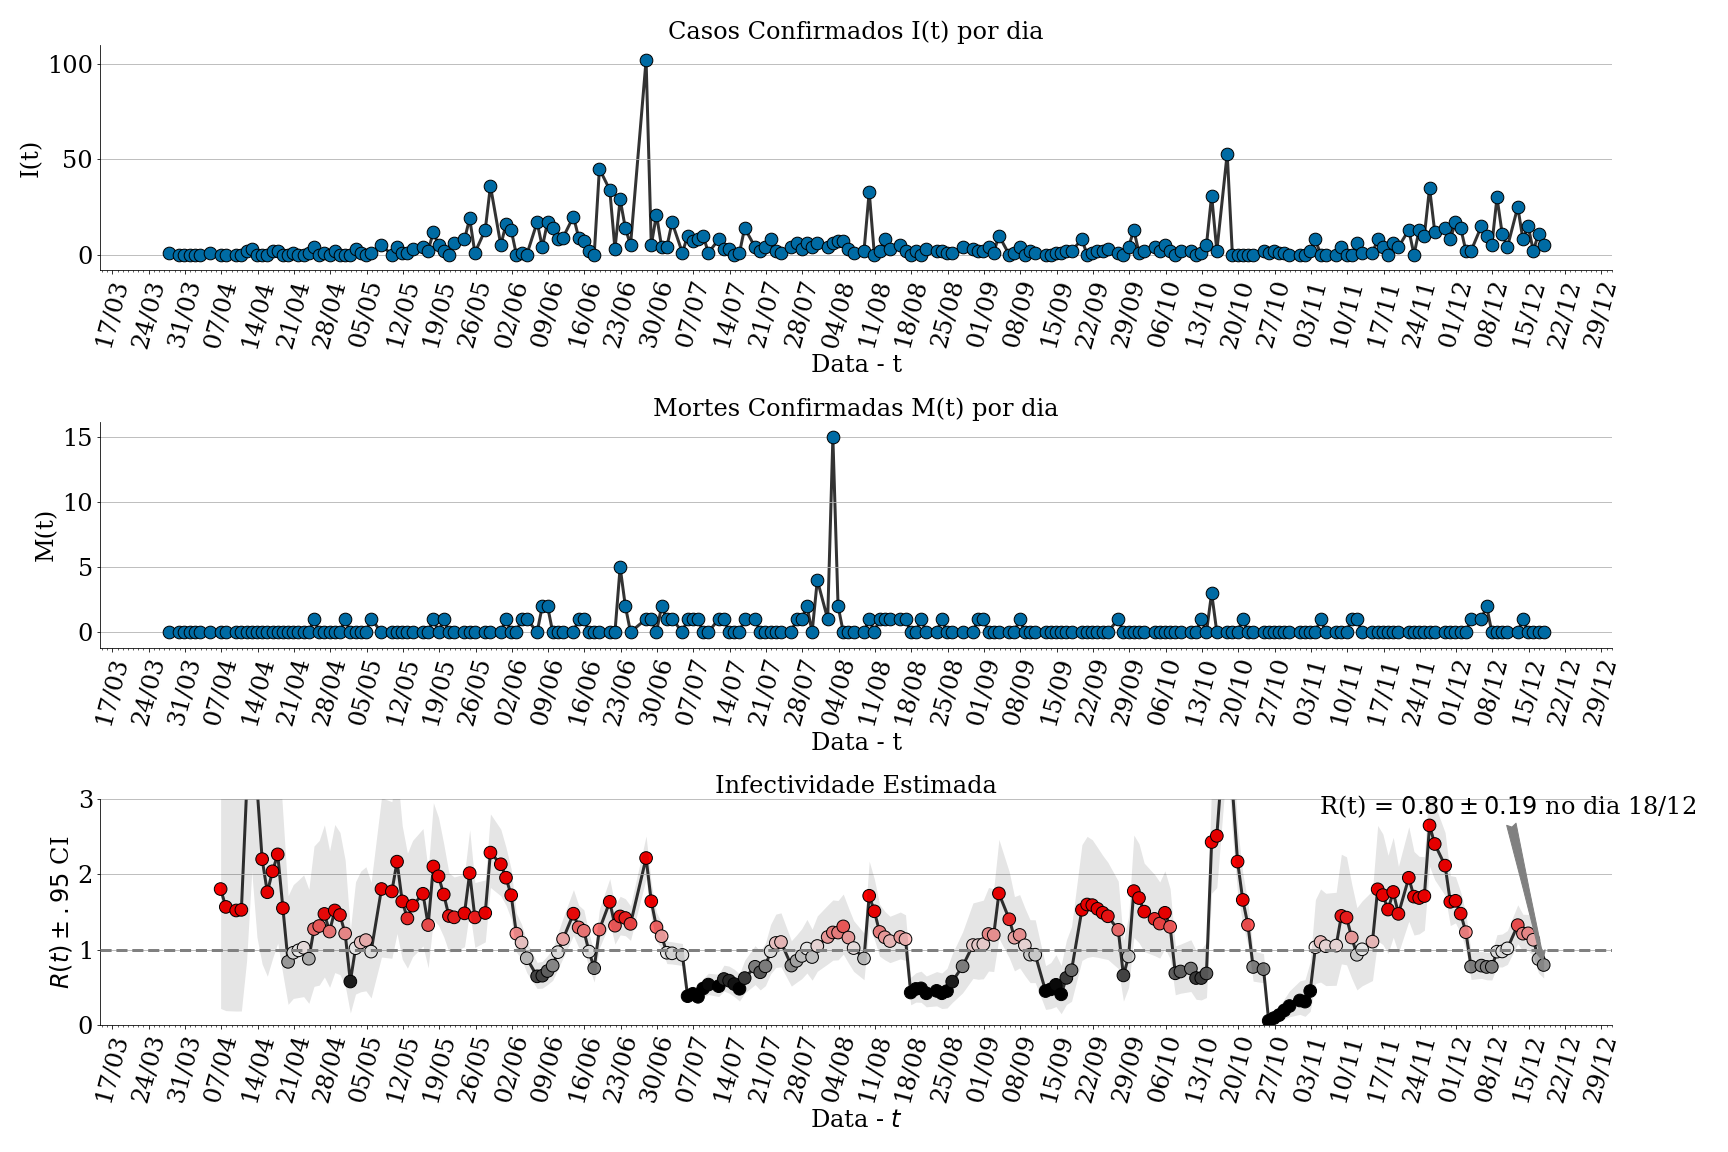 Casos Confirmados I(t) por dia
100
50
0
I(t)
17/03 24/03 31/03 07/04 14/04 21/04 28/04 05/05 12/05 19/05 26/05 02/06 09/06 16/06 23/06 30/06 07/07 14/07 21/07 28/07 04/08 11/08 18/08 25/08 01/09 08/09 15/09 22/09 29/09 06/10 13/10 20/10 27/10 03/11 10/11 17/11 24/11 01/12 08/12 15/12 22/12 29/12
Data - t
Mortes Confirmadas M(t) por dia
15
10
5
0
M(t)
17/03 24/03 31/03 07/04 14/04 21/04 28/04 05/05 12/05 19/05 26/05 02/06 09/06 16/06 23/06 30/06 07/07 14/07 21/07 28/07 04/08 11/08 18/08 25/08 01/09 08/09 15/09 22/09 29/09 06/10 13/10 20/10 27/10 03/11 10/11 17/11 24/11 01/12 08/12 15/12 22/12 29/12
Data - t
Infectividade Estimada
3
2
1
0
R(t) ± .95 CI
R(t) = 0.80 ± 0.19 no dia 18/12
17/03 24/03 31/03 07/04 14/04 21/04 28/04 05/05 12/05 19/05 26/05 02/06 09/06 16/06 23/06 30/06 07/07 14/07 21/07 28/07 04/08 11/08 18/08 25/08 01/09 08/09 15/09 22/09 29/09 06/10 13/10 20/10 27/10 03/11 10/11 17/11 24/11 01/12 08/12 15/12 22/12 29/12
Data - t